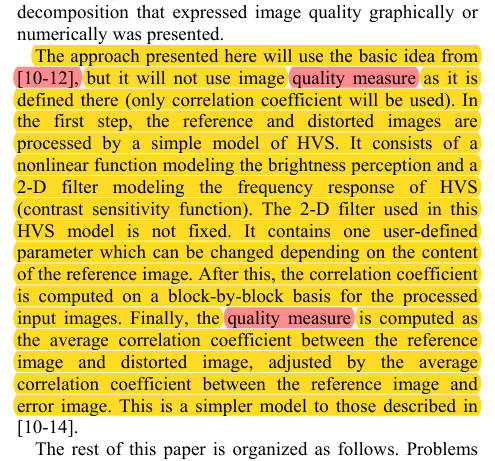 decomposition that expressed image quality graphically or
numerically was presented.
The approach presented here will use the basic idea from
[10-12], but it will not use image quality measure as it is
defined there (only correlation coefficient will be used). In
the first step, the reference and distorted images are
processed by a simple model of HVS. It consists of a
nonlinear function modeling the brightness perception and a
2-D filter modeling the frequency response of HVS
(contrast sensitivity function). The 2-D filter used in this
HVS model is not fixed. It contains one user-defined
parameter which can be changed depending on the content
of the reference image. After this, the correlation coefficient
is computed on a block-by-block basis for the processed
input images. Finally, the quality measure is computed as
the average correlation coefficient between the reference
image and distorted image, adjusted by the average
correlation coefficient between the reference image and
error image. This is a simpler model to those described in
[10-14].
The rest of this paper is organized as follows. Problems